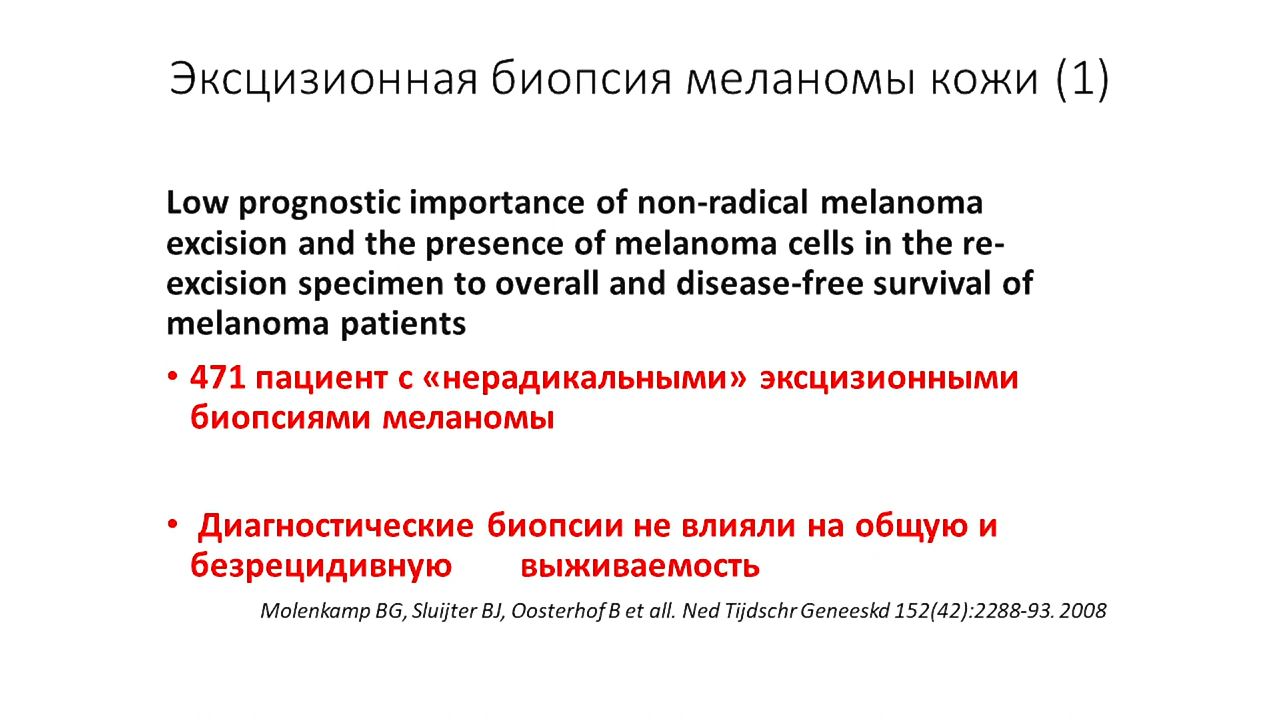 Эксцизионная биопсия меланомы кожи (1)
Low prognostic importance of non-radical melanoma
excision and the presence of melanoma cells in the re-
excision specimen to overall and disease-free survival of
melanoma patients
• 471 пациент с «нерадикальными» эксцизионными
биопсиями меланомы
• Диагностические биопсии не влияли на общую и
безрецидивную выживаемость
Molenkamp BG, Sluijter BJ, Oosterhof B et all. Ned Tijdschr Geneeskd 152(42):2288-93. 2008